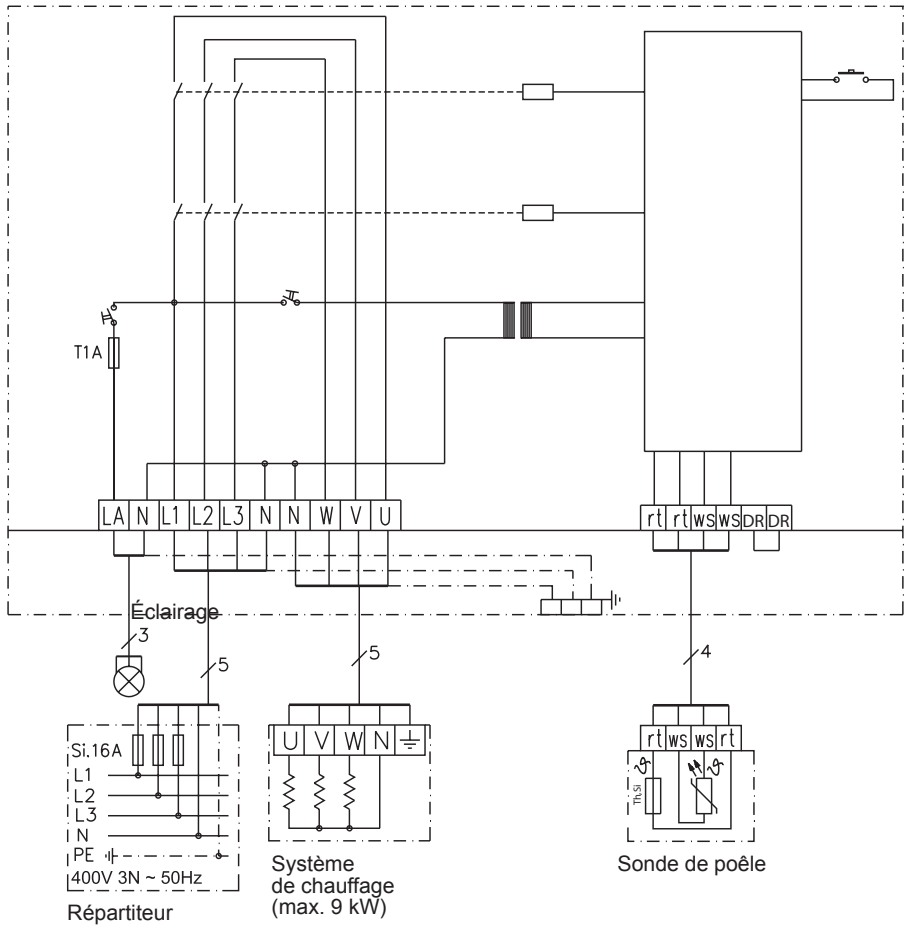 T1A
LA N L1 L2 L3 N N W V U
rt rt ws ws DR DR
Éclairage
3
5
5
4
Si.16A
L1
L2
L3
N
PE
400V 3N ~ 50Hz
Répartiteur
U V W N
Système
de chauffage
(max. 9 kW)
rt ws ws rt
Th.Si
ϑ
ϑ
Sonde de poêle